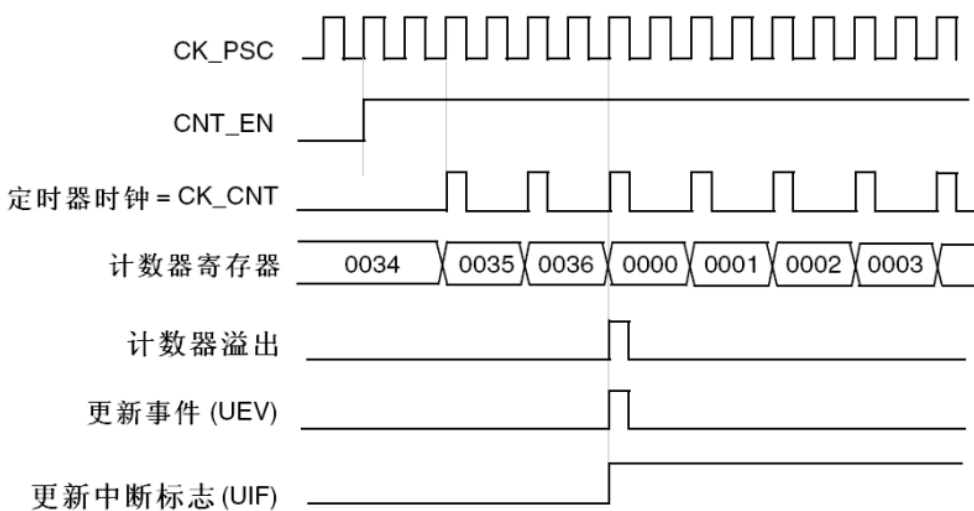 CK_PSC
CNT_EN
定时器时钟 = CK_CNT
计数器寄存器 0034 0035 0036 0000 0001 0002 0003
计数器溢出
更新事件 (UEV)
更新中断标志 (UIF)